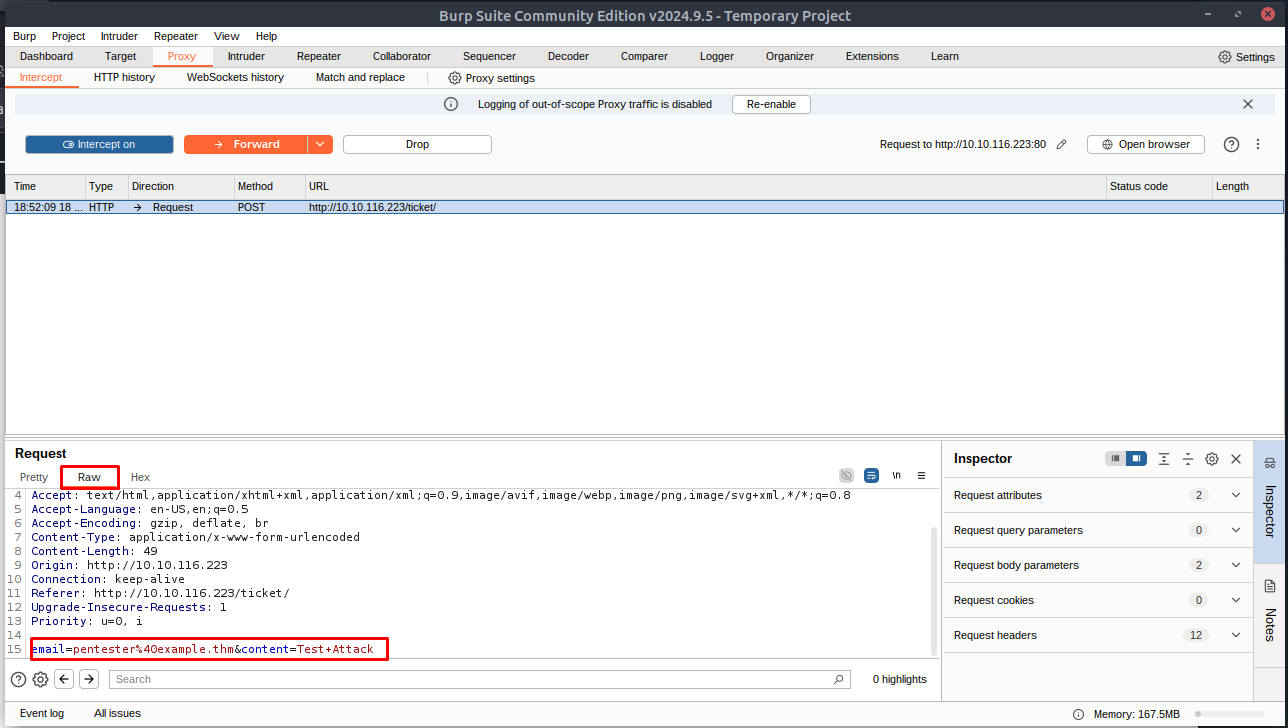 Burp Suite Community Edition v2024.9.5 - Temporary Project
Burp Project Intruder Repeater View Help
Dashboard Target Proxy Intruder Repeater Collaborator Sequencer Decoder Comparer Logger Organizer Extensions Learn Settings
Intercept HTTP history WebSockets history Match and replace Proxy settings
Logging of out-of-scope Proxy traffic is disabled Re-enable
Intercept on Forward Drop Request to http://10.10.116.223:80 Open browser
Time Type Direction Method URL Status code Length
18:52:09 18 ... HTTP → Request POST http://10.10.116.223/ticket/
Request
Pretty Raw Hex \n
4 Accept: text/html,application/xhtml+xml,application/xml;q=0.9,image/avif,image/webp,image/png,image/svg+xml,*/*;q=0.8
5 Accept-Language: en-US,en;q=0.5
6 Accept-Encoding: gzip, deflate, br
7 Content-Type: application/x-www-form-urlencoded
8 Content-Length: 49
9 Origin: http://10.10.116.223
10 Connection: keep-alive
11 Referer: http://10.10.116.223/ticket/
12 Upgrade-Insecure-Requests: 1
13 Priority: u=0, i
14
15 email=pentester%40example.thm&content=Test+Attack
Search 0 highlights
Inspector
Request attributes 2
Request query parameters 0
Request body parameters 2
Request cookies 0
Request headers 12
Inspector
Notes
Event log All issues Memory: 167.5MB